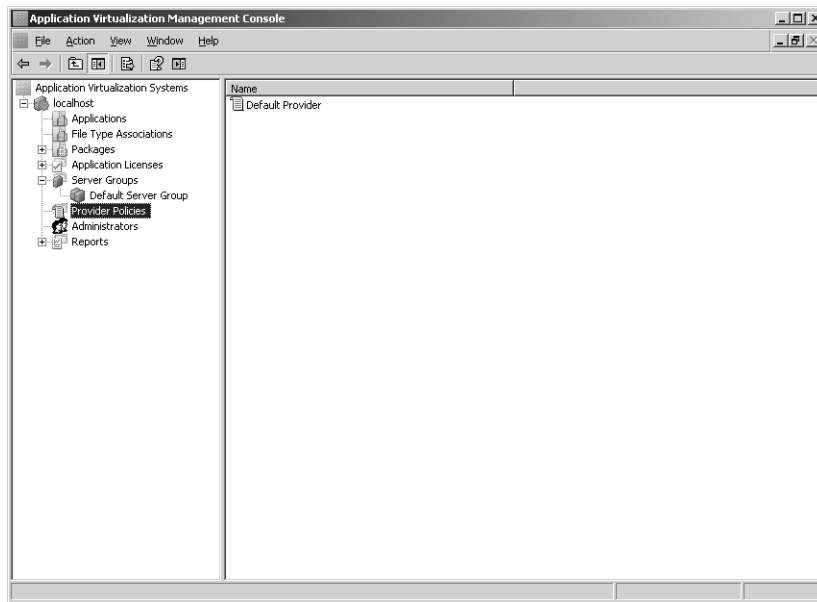 Application Virtualization Management Console
File Action View Window Help
Application Virtualization Systems
localhost
Applications
File Type Associations
Packages
Application Licenses
Server Groups
Default Server Group
Provider Policies
Administrators
Reports
Name
Default Provider